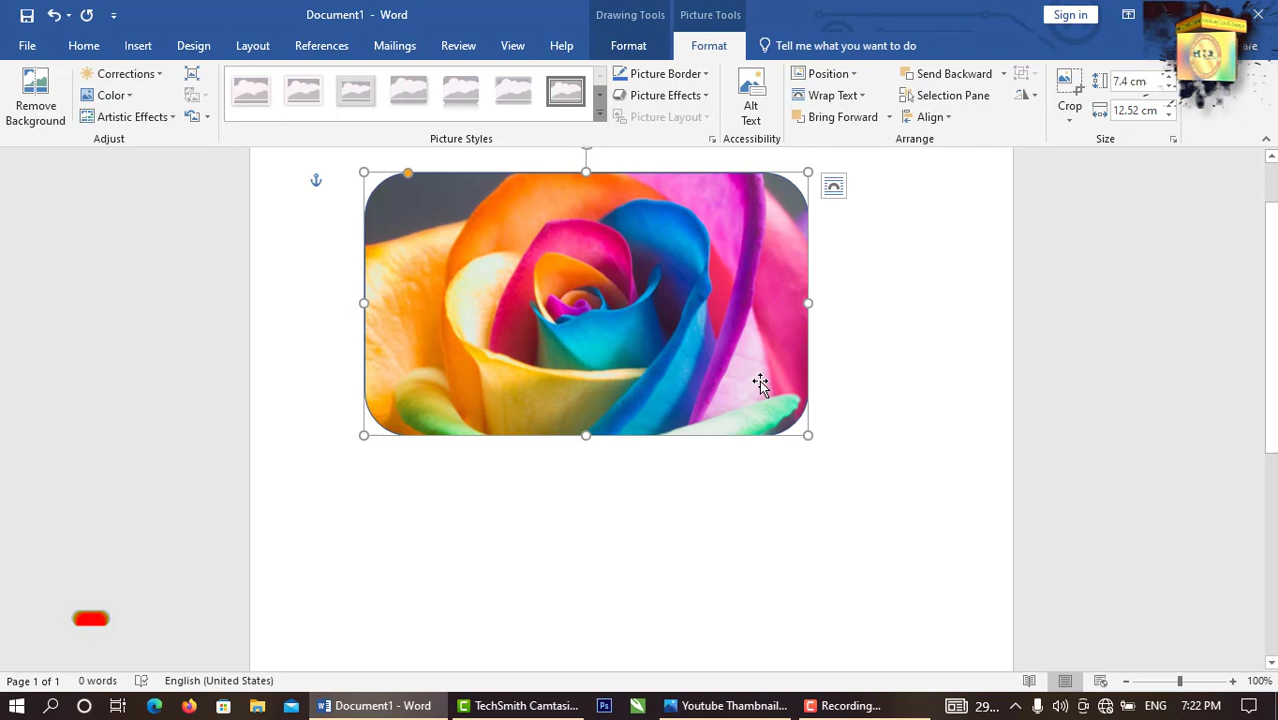 Document1 - Word
Drawing Tools
Picture Tools
Sign in
File
Home
Insert
Design
Layout
References
Mailings
Review
View
Help
Format
Format
Tell me what you want to do
Remove
Background
Corrections
Color
Artistic Effects
Adjust
Picture Styles
Picture Border
Picture Effects
Picture Layout
Alt
Text
Accessibility
Position
Wrap Text
Bring Forward
Send Backward
Selection Pane
Align
Arrange
Crop
7.4 cm
12.52 cm
Size
Page 1 of 1
0 words
English (United States)
100%
Document1 - Word
TechSmith Camtasi...
Youtube Thumbnail...
Recording...
29...
7:22 PM